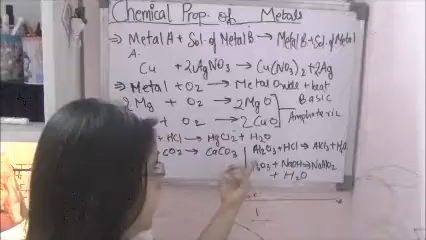 Chemical Prop. of Metals
⇒ Metal A + Sol. of Metal B → Metal B + Sol. of Metal
A.
Cu + 2AgNO3 → Cu(NO3)2 + 2Ag
⇒ Metal + O2 → Metal Oxide + heat
2Mg + O2 → 2MgO Basic
+ O2 → 2CuO Amphoteric
+ HCl → MgCl2 + H2O
CO2 → CaCO3 | Al2O3 + HCl → AlCl3 + H2O
+ NaOH → NaAlO2
+ H2O